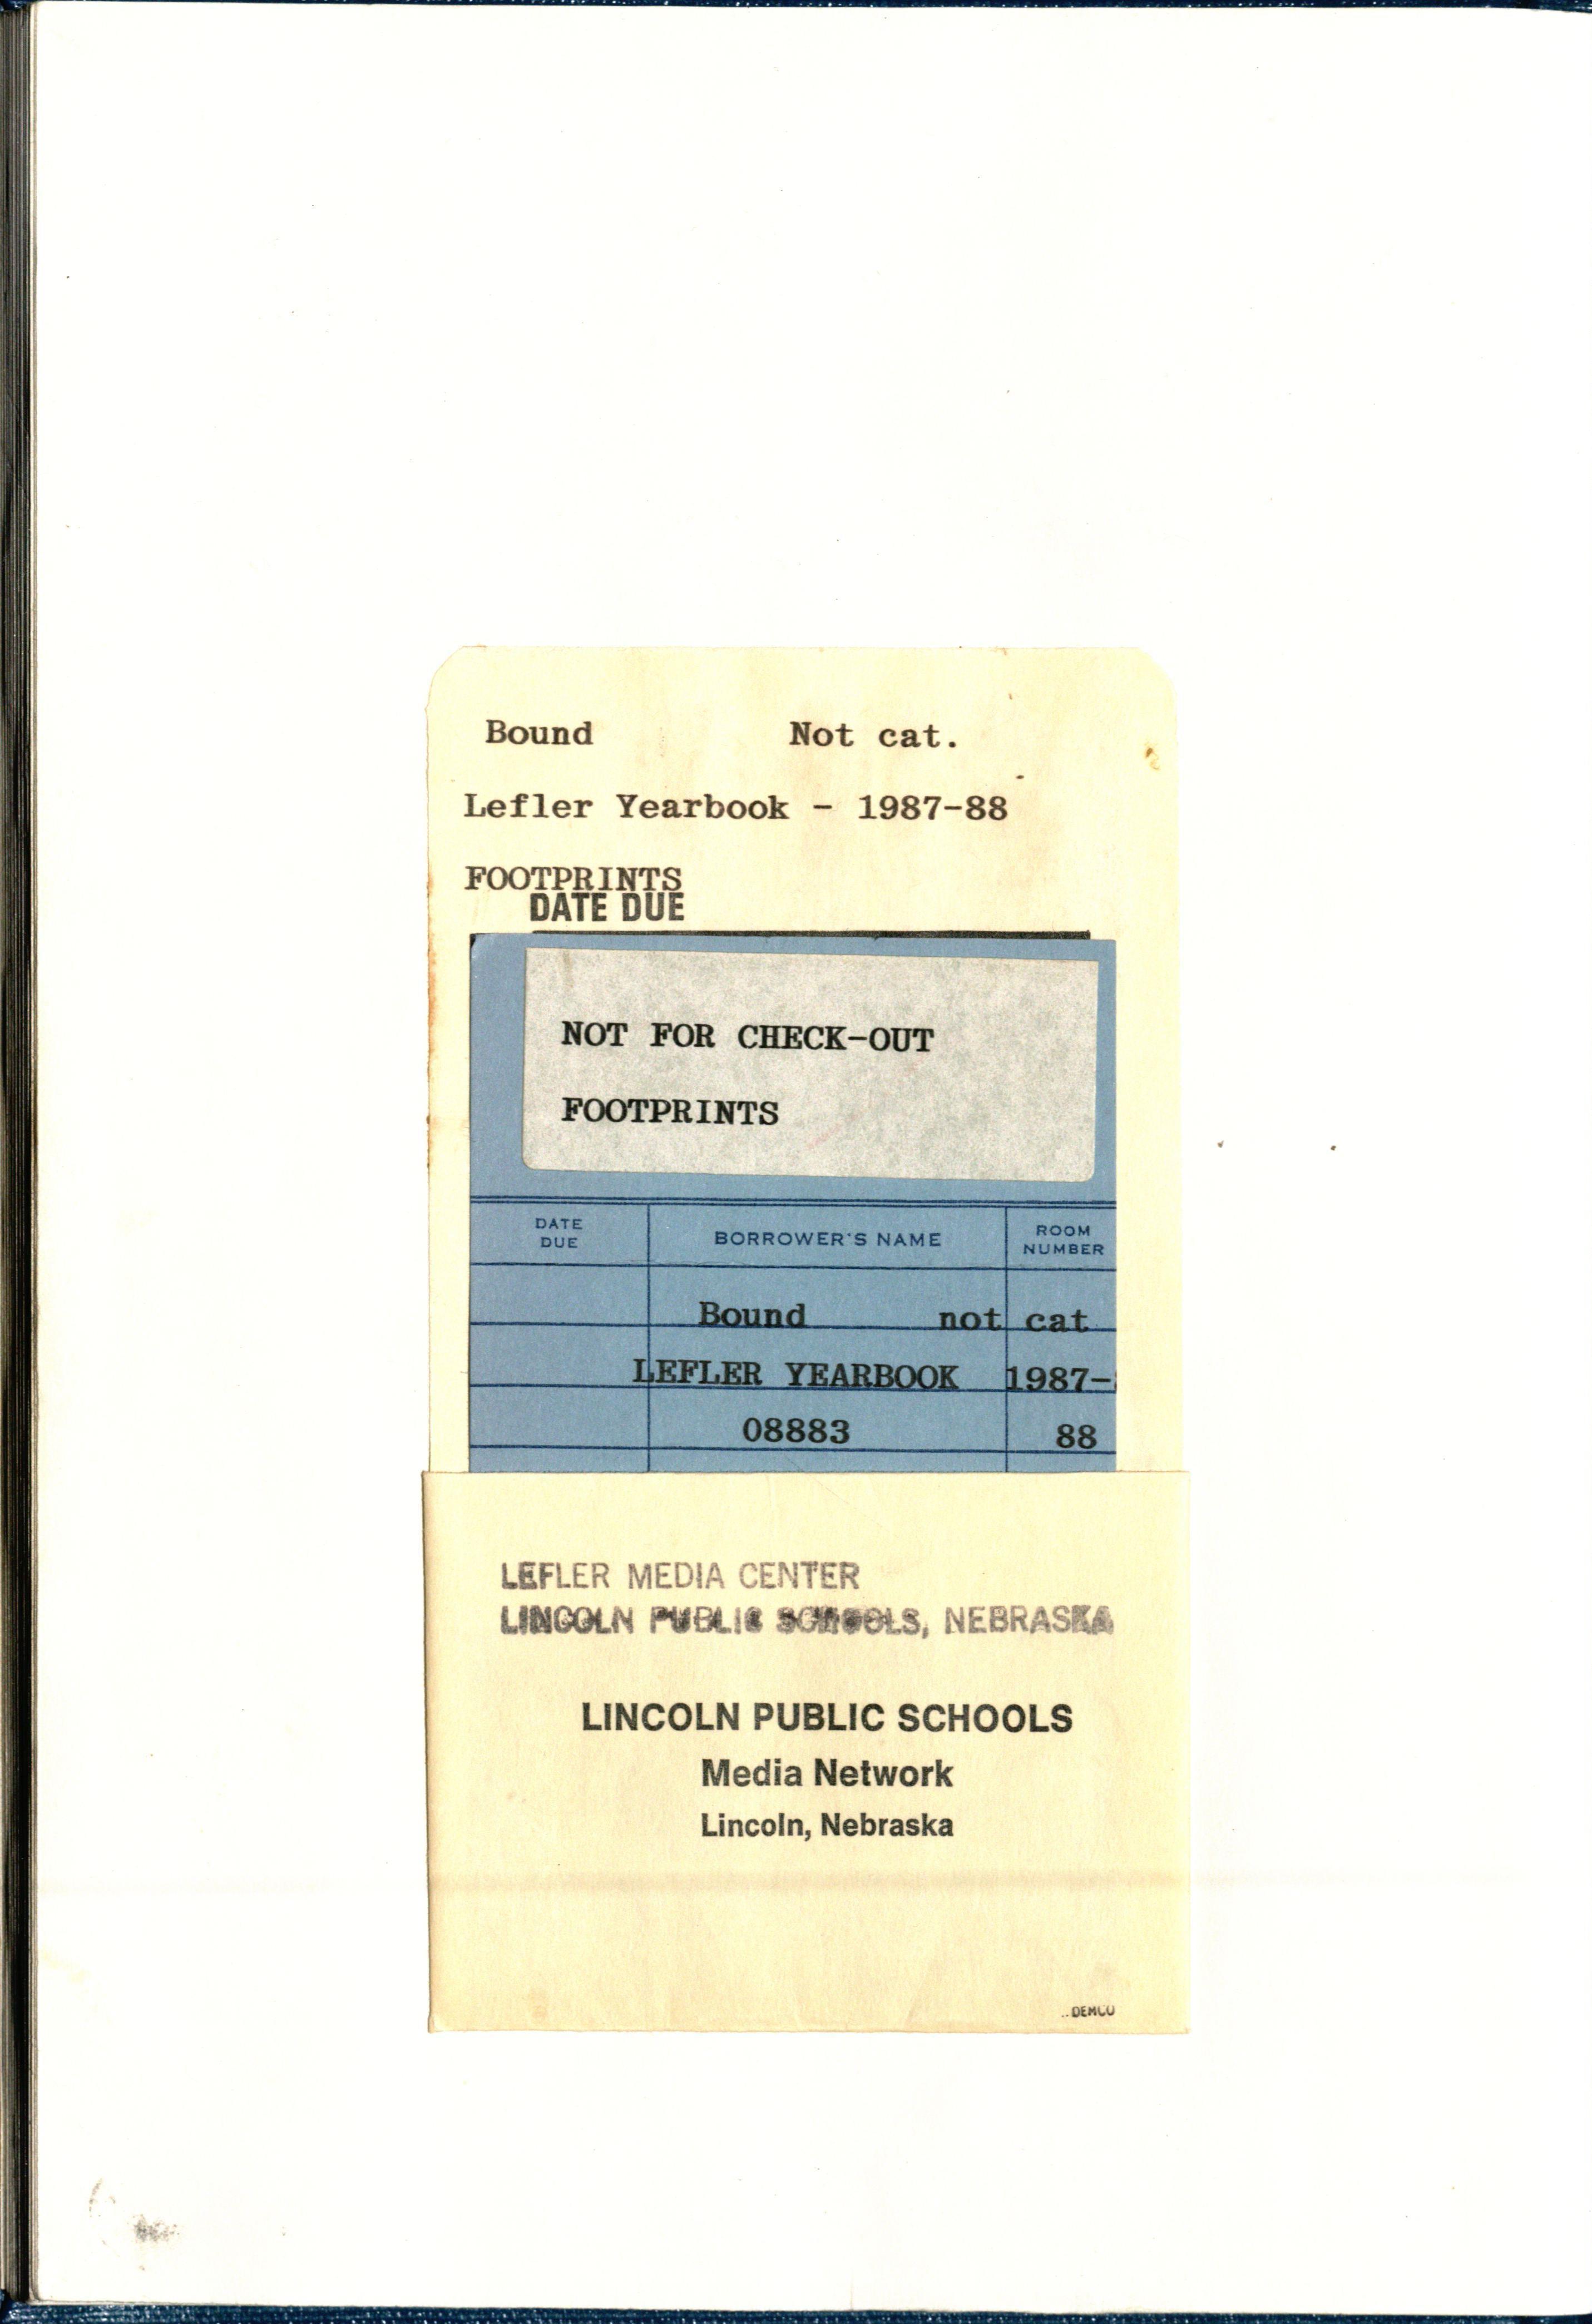 Bound Not cat.
Lefler Yearbook - 1987-88
FOOTPRINTS
DATE DUE
NOT FOR CHECK-OUT
FOOTPRINTS
DATE DUE BORROWER'S NAME ROOM NUMBER
Bound not cat
LEFLER YEARBOOK 1987-
08883 88
LEFLER MEDIA CENTER
LINCOLN PUBLIC SCHOOLS, NEBRASKA
LINCOLN PUBLIC SCHOOLS
Media Network
Lincoln, Nebraska
DEMCO